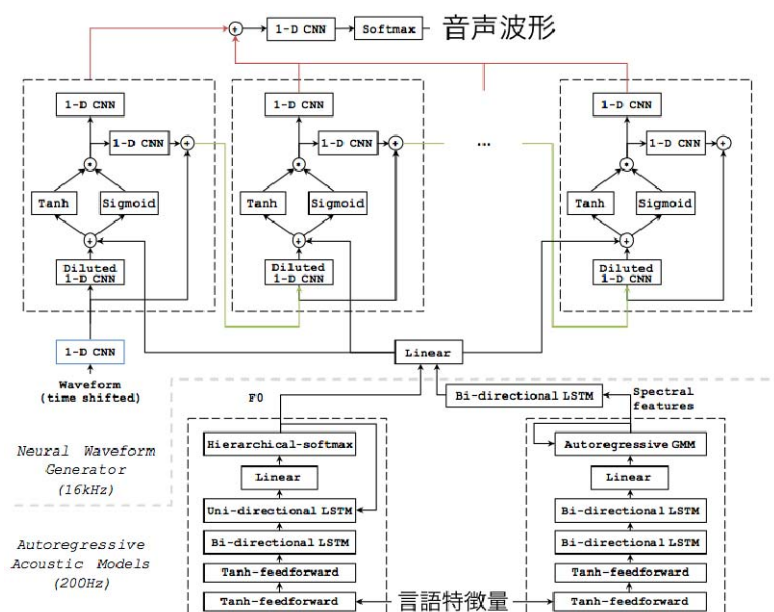 1-D CNN
Softmax
音声波形
1-D CNN
1-D CNN
1-D CNN
1-D CNN
1-D CNN
1-D CNN
...
Tanh
Sigmoid
Tanh
Sigmoid
Tanh
Sigmoid
Diluted
1-D CNN
Diluted
1-D CNN
Diluted
1-D CNN
1-D CNN
Linear
Waveform
(time shifted)
F0
Bi-directional LSTM
Spectral
features
Neural Waveform
Generator
(16kHz)
Hierarchical-softmax
Linear
Uni-directional LSTM
Bi-directional LSTM
Tanh-feedforward
Tanh-feedforward
Autoregressive GMM
Linear
Bi-directional LSTM
Bi-directional LSTM
Tanh-feedforward
Tanh-feedforward
Autoregressive
Acoustic Models
(200Hz)
言語特徴量